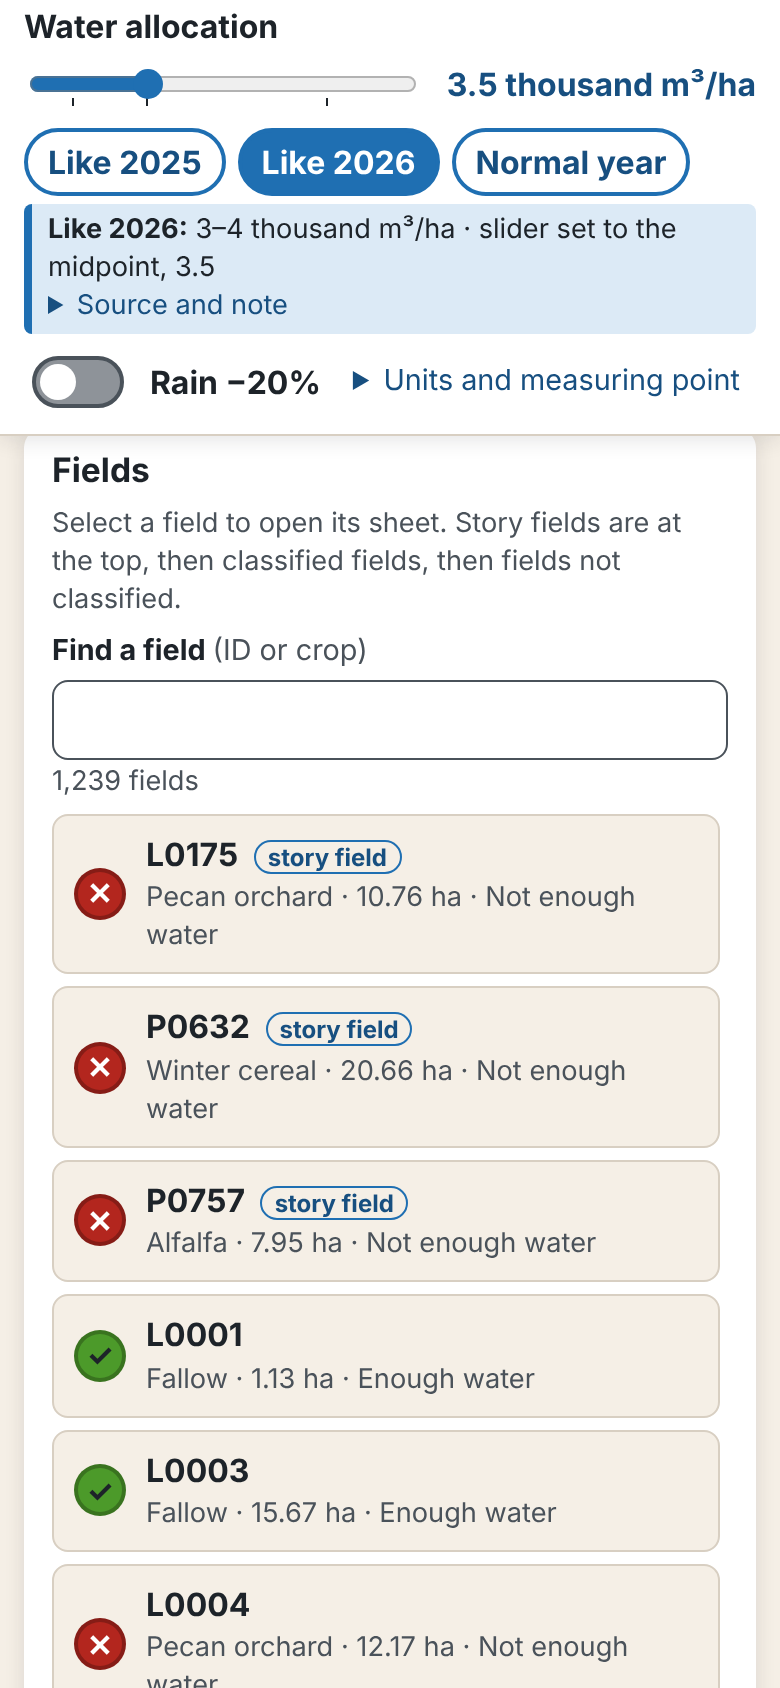 Water allocation
3.5 thousand m³/ha
Like 2025
Like 2026
Normal year
Like 2026: 3–4 thousand m³/ha · slider set to the
midpoint, 3.5
Source and note
Rain −20%
Units and measuring point
Fields
Select a field to open its sheet. Story fields are at
the top, then classified fields, then fields not
classified.
Find a field (ID or crop)
1,239 fields
L0175 story field
Pecan orchard · 10.76 ha · Not enough
water
P0632 story field
Winter cereal · 20.66 ha · Not enough
water
P0757 story field
Alfalfa · 7.95 ha · Not enough water
L0001
Fallow · 1.13 ha · Enough water
L0003
Fallow · 15.67 ha · Enough water
L0004
Pecan orchard · 12.17 ha · Not enough
water